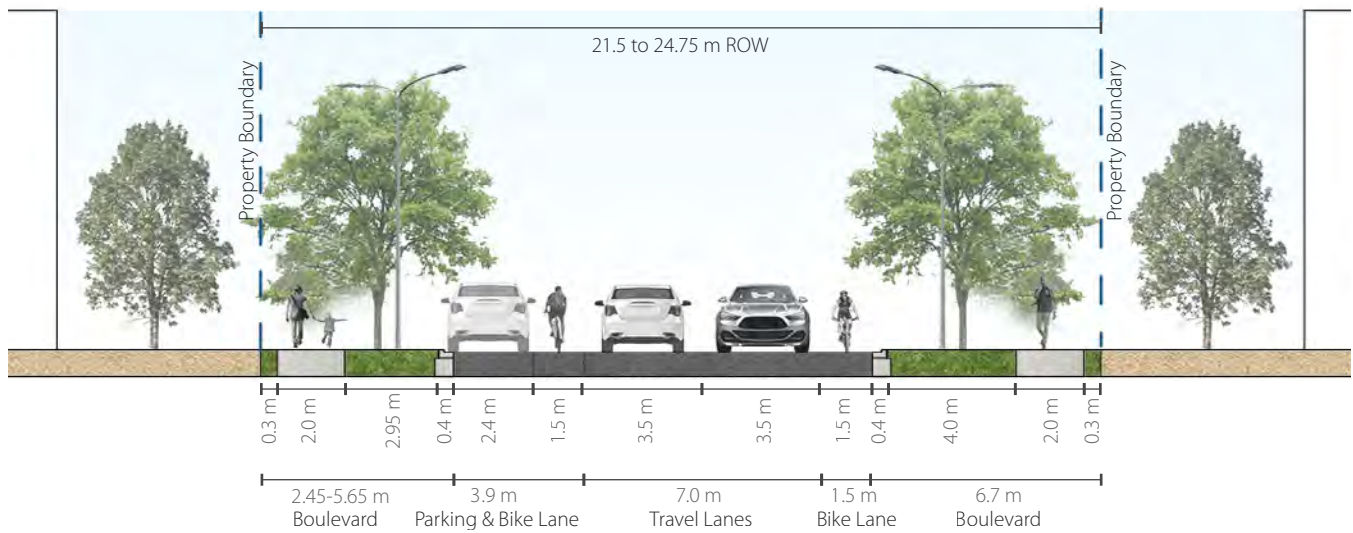 21.5 to 24.75 m ROW
Property Boundary
Property Boundary
0.3 m
2.0 m
2.95 m
0.4 m
2.4 m
1.5 m
3.5 m
3.5 m
1.5 m
0.4 m
4.0 m
2.0 m
0.3 m
2.45-5.65 m
Boulevard
3.9 m
Parking & Bike Lane
7.0 m
Travel Lanes
1.5 m
Bike Lane
6.7 m
Boulevard